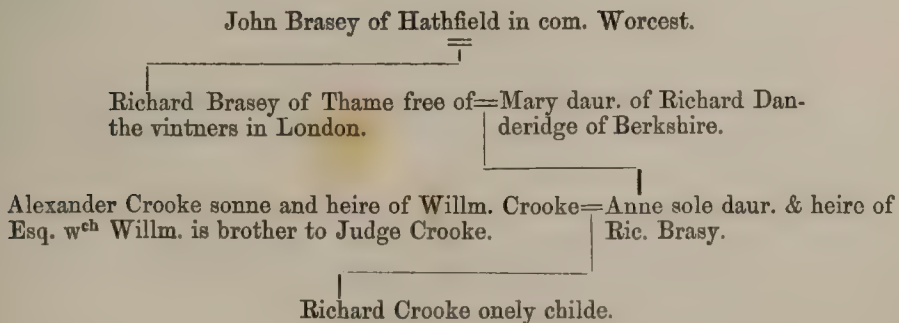 John Brasey of Hathfield in com. Worcest.
Richard Brasey of Thame free of=Mary daur. of Richard Dan-
the vintners in London. deridge of Berkshire.
Alexander Crooke sonne and heire of Willm. Crooke=Anne sole daur. & heire of
Esq. wch Willm. is brother to Judge Crooke. Ric. Brasy.
Richard Crooke onely childe.